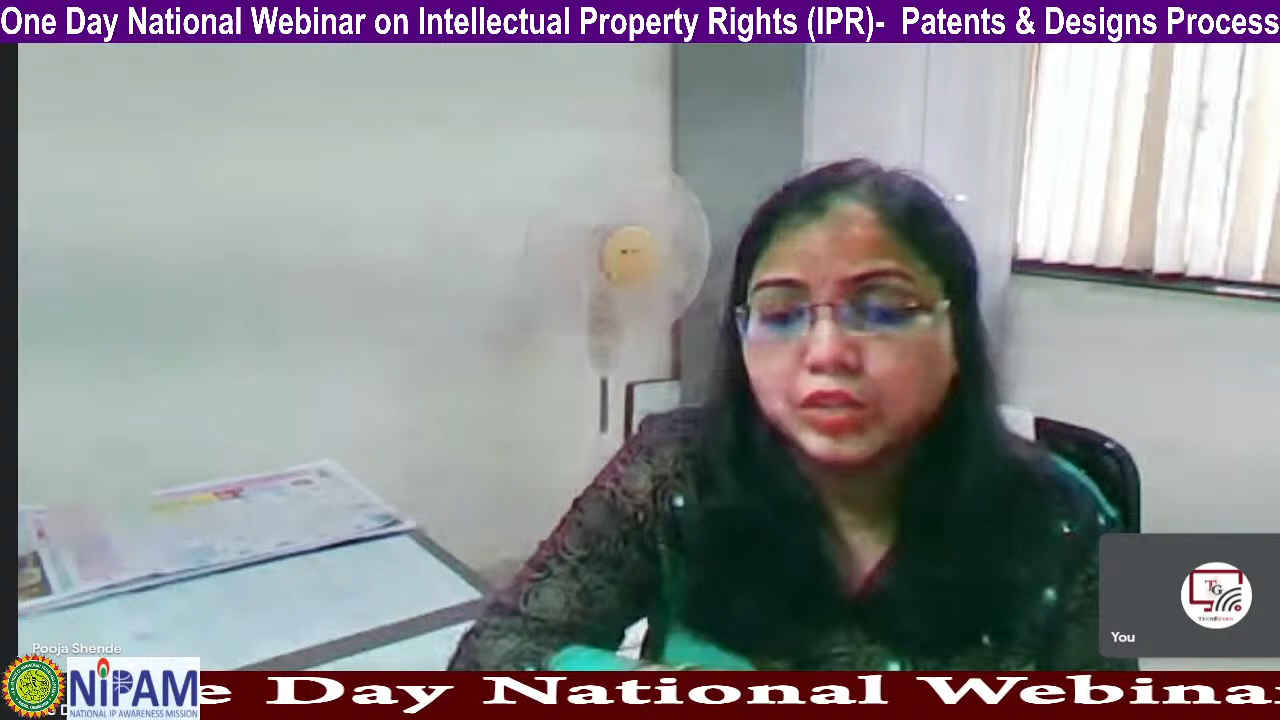 One Day National Webinar on Intellectual Property Rights (IPR)- Patents & Designs Process
You
Pooja Shende
NiPAM
NATIONAL IP AWARENESS MISSION
e Day National Webina